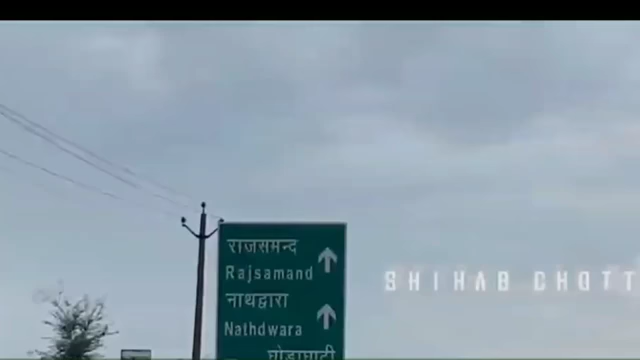 राजसमन्द
Rajsamand
नाथद्वारा
Nathdwara
घोड़ाघाटी
SHIHAB CHOTT